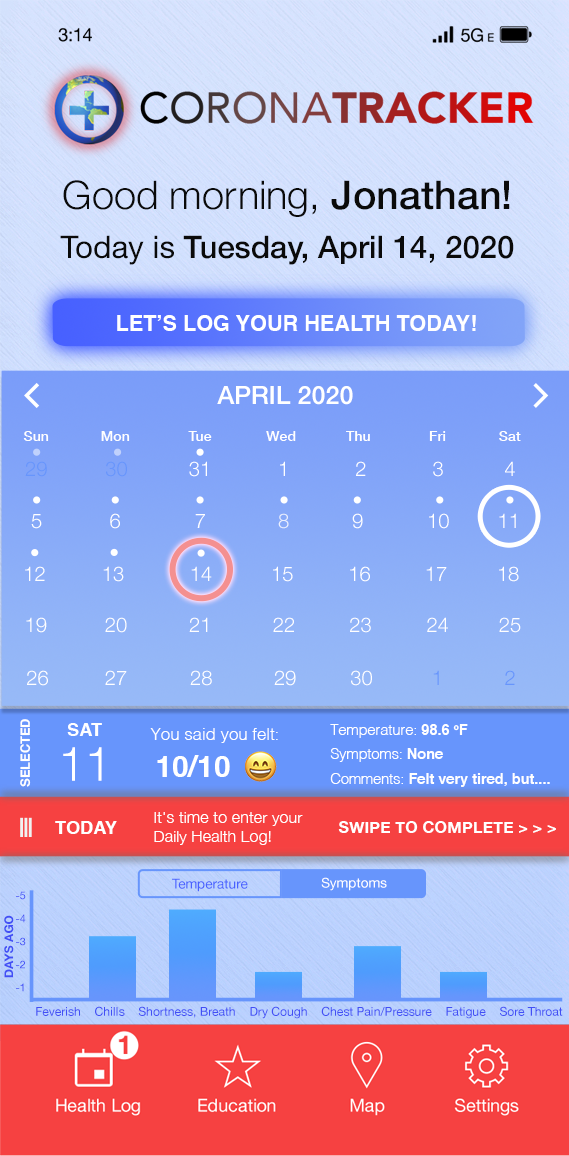 3:14 5G E
CORONATRACKER
Good morning, Jonathan!
Today is Tuesday, April 14, 2020
LET'S LOG YOUR HEALTH TODAY!
APRIL 2020
Sun Mon Tue Wed Thu Fri Sat
29 30 31 1 2 3 4
5 6 7 8 9 10 11
12 13 14 15 16 17 18
19 20 21 22 23 24 25
26 27 28 29 30 1 2
SELECTED
SAT
11
You said you felt:
10/10 😄
Temperature: 98.6 ºF
Symptoms: None
Comments: Felt very tired, but....
TODAY
It's time to enter your
Daily Health Log!
SWIPE TO COMPLETE > > >
Temperature Symptoms
DAYS AGO
-5
-4
-3
-2
-1
Feverish Chills Shortness, Breath Dry Cough Chest Pain/Pressure Fatigue Sore Throat
1
Health Log Education Map Settings